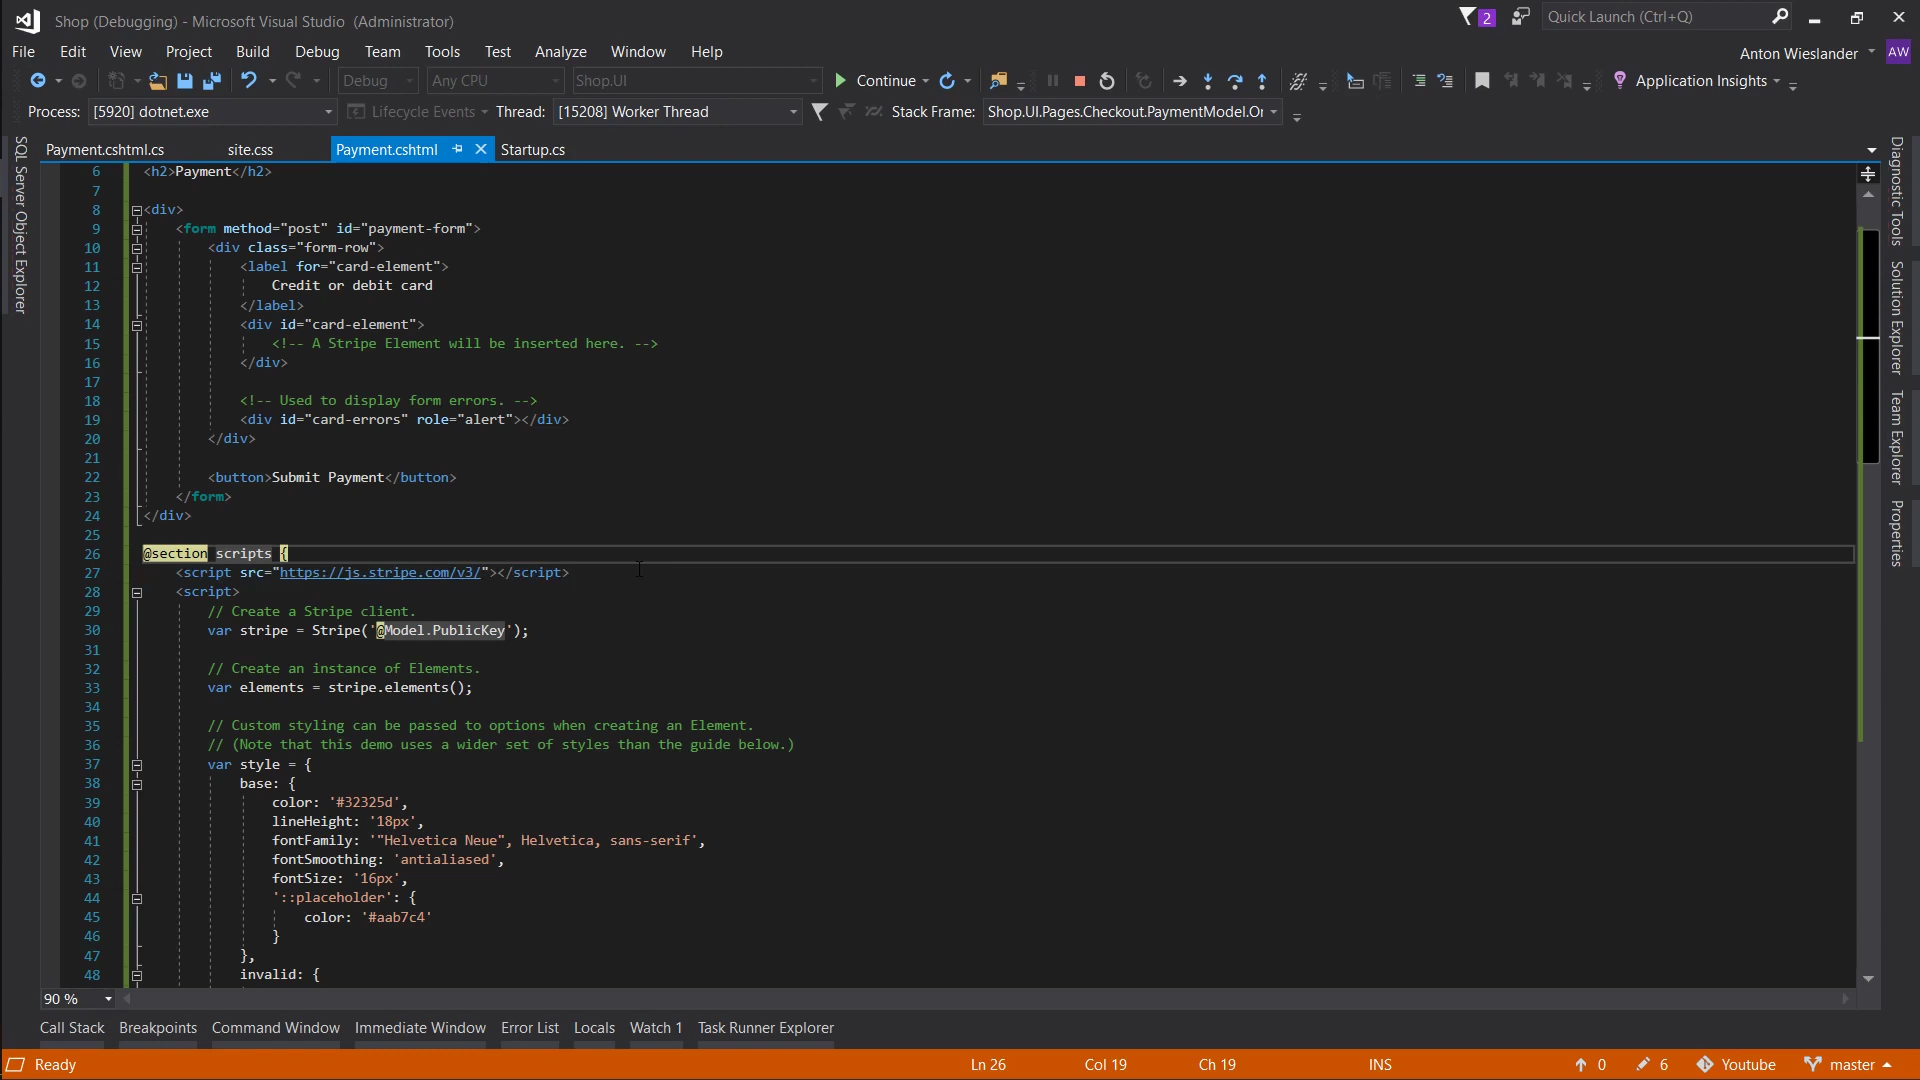 Shop (Debugging) - Microsoft Visual Studio (Administrator)
2
Quick Launch (Ctrl+Q)
File Edit View Project Build Debug Team Tools Test Analyze Window Help
Anton Wieslander AW
Debug Any CPU Shop.UI Continue Application Insights
Process: [5920] dotnet.exe Lifecycle Events Thread: [15208] Worker Thread Stack Frame: Shop.UI.Pages.Checkout.PaymentModel.O
Payment.cshtml.cs site.css Payment.cshtml Startup.cs
SQL Server Object Explorer
Diagnostic Tools
Solution Explorer
Team Explorer
Properties
6 <h2>Payment</h2>
7
8 <div>
9 <form method="post" id="payment-form">
10 <div class="form-row">
11 <label for="card-element">
12 Credit or debit card
13 </label>
14 <div id="card-element">
15 <!-- A Stripe Element will be inserted here. -->
16 </div>
17
18 <!-- Used to display form errors. -->
19 <div id="card-errors" role="alert"></div>
20 </div>
21
22 <button>Submit Payment</button>
23 </form>
24 </div>
25
26 @section scripts {
27 <script src="https://js.stripe.com/v3/"></script>
28 <script>
29 // Create a Stripe client.
30 var stripe = Stripe('@Model.PublicKey');
31
32 // Create an instance of Elements.
33 var elements = stripe.elements();
34
35 // Custom styling can be passed to options when creating an Element.
36 // (Note that this demo uses a wider set of styles than the guide below.)
37 var style = {
38 base: {
39 color: '#32325d',
40 lineHeight: '18px',
41 fontFamily: '"Helvetica Neue", Helvetica, sans-serif',
42 fontSmoothing: 'antialiased',
43 fontSize: '16px',
44 '::placeholder': {
45 color: '#aab7c4'
46 }
47 },
48 invalid: {
90 %
Call Stack Breakpoints Command Window Immediate Window Error List Locals Watch 1 Task Runner Explorer
Ready Ln 26 Col 19 Ch 19 INS 0 6 Youtube master